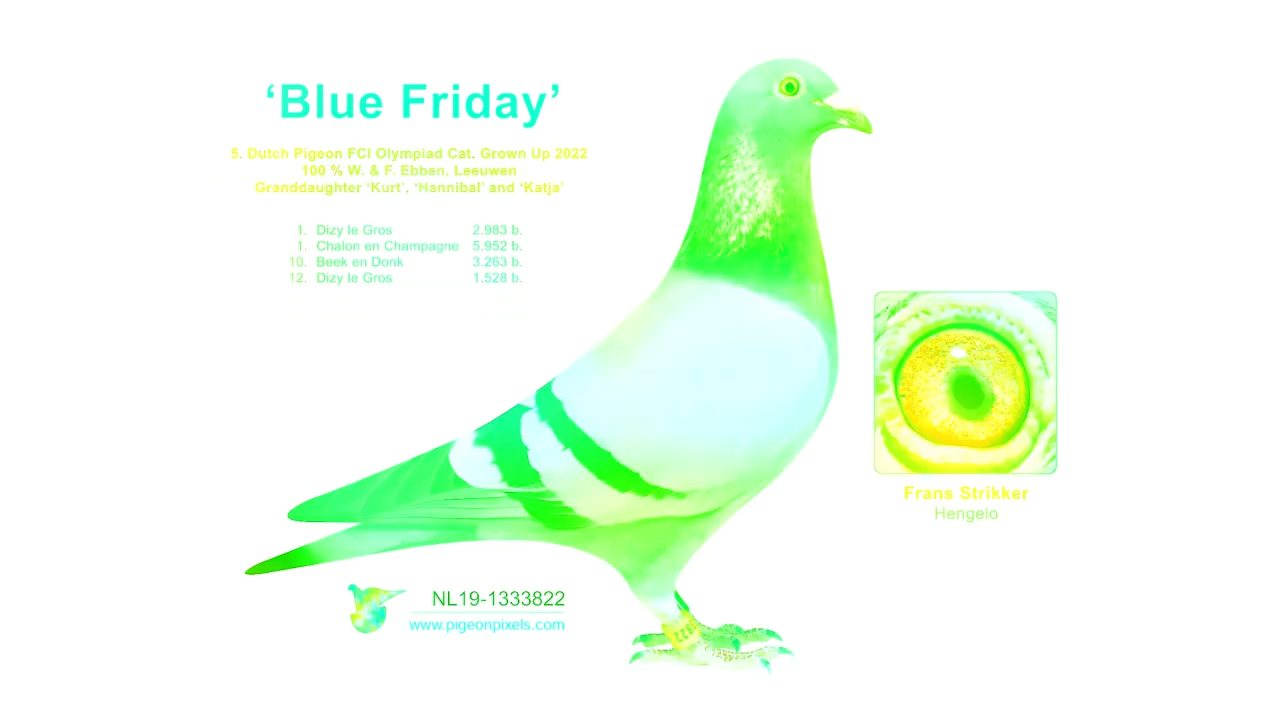 ‘Blue Friday’
5. Dutch Pigeon FCI Olympiad Cat. Grown Up 2022
100 % W. & F. Ebben, Leeuwen
Granddaughter ‘Kurt’, ‘Hannibal’ and ‘Katja’
1. Dizy le Gros 2.983 b.
1. Chalon en Champagne 5.952 b.
10. Beek en Donk 3.263 b.
12. Dizy le Gros 1.528 b.
Frans Strikker
Hengelo
NL19-1333822
www.pigeonpixels.com
822